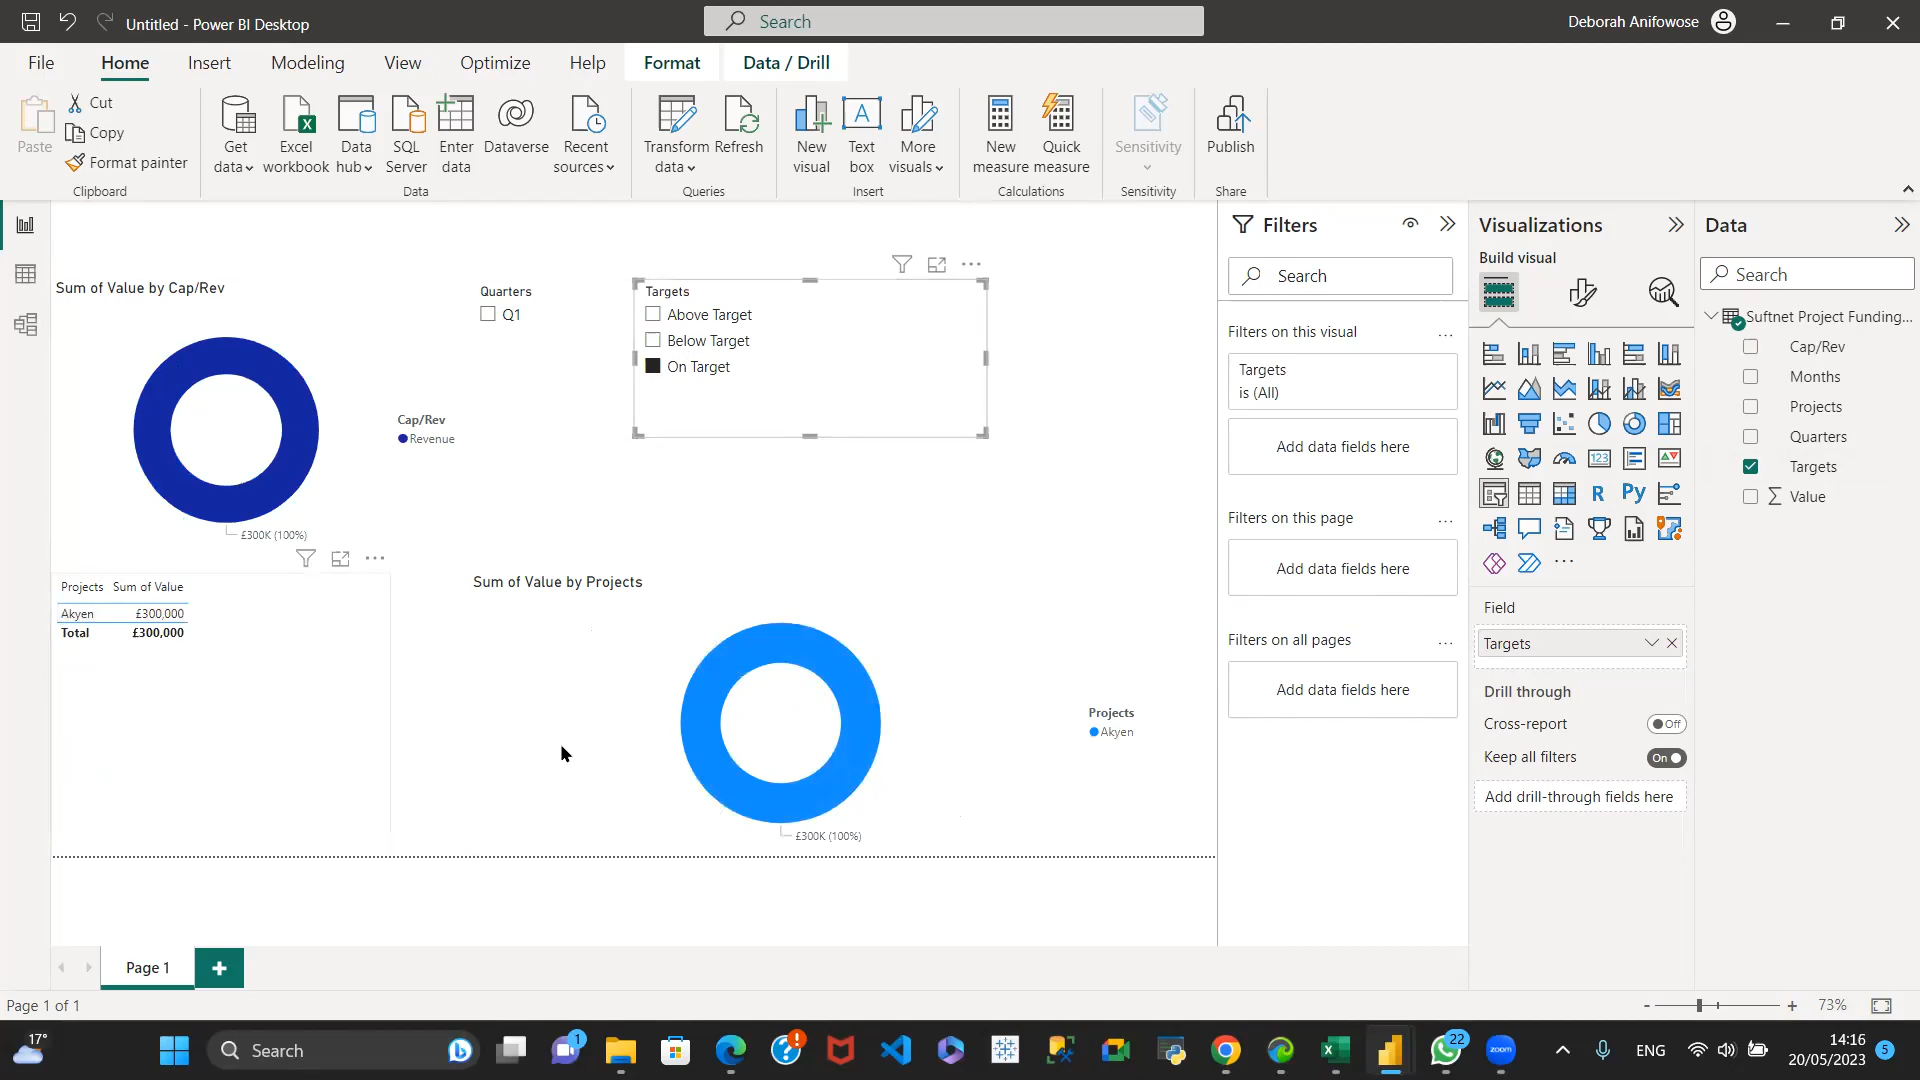 Untitled - Power BI Desktop
Search
Deborah Anifowose
File
Home
Insert
Modeling
View
Optimize
Help
Format
Data / Drill
Paste
Cut
Copy
Format painter
Clipboard
Get data
Excel workbook
Data hub
SQL Server
Enter data
Dataverse
Recent sources
Data
Transform data
Refresh
Queries
New visual
A
Text box
More visuals
Insert
New measure
Quick measure
Calculations
Sensitivity
Sensitivity
Publish
Share
Sum of Value by Cap/Rev
Cap/Rev
Revenue
£300K (100%)
Quarters
Q1
Targets
Above Target
Below Target
On Target
Projects Sum of Value
Akyen £300,000
Total £300,000
Sum of Value by Projects
Projects
Akyen
£300K (100%)
Filters
Search
Filters on this visual
Targets
is (All)
Add data fields here
Filters on this page
Add data fields here
Filters on all pages
Add data fields here
Visualizations
Build visual
123
R
Py
Field
Targets
Drill through
Cross-report
Off
Keep all filters
On
Add drill-through fields here
Data
Search
Suftnet Project Funding...
Cap/Rev
Months
Projects
Quarters
Targets
Value
Page 1
Page 1 of 1
73%
17°
Search
1
22
zoom
ENG
14:16
20/05/2023
5